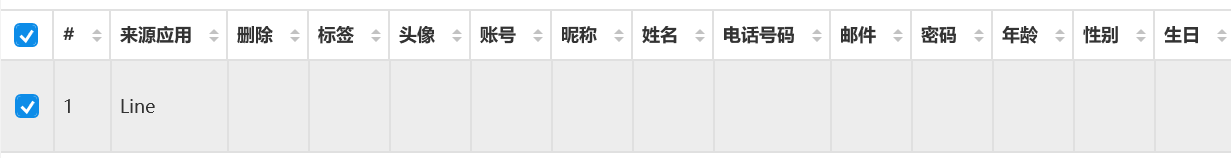 # 来源应用 删除 标签 头像 账号 昵称 姓名 电话号码 邮件 密码 年龄 性别 生日
1 Line